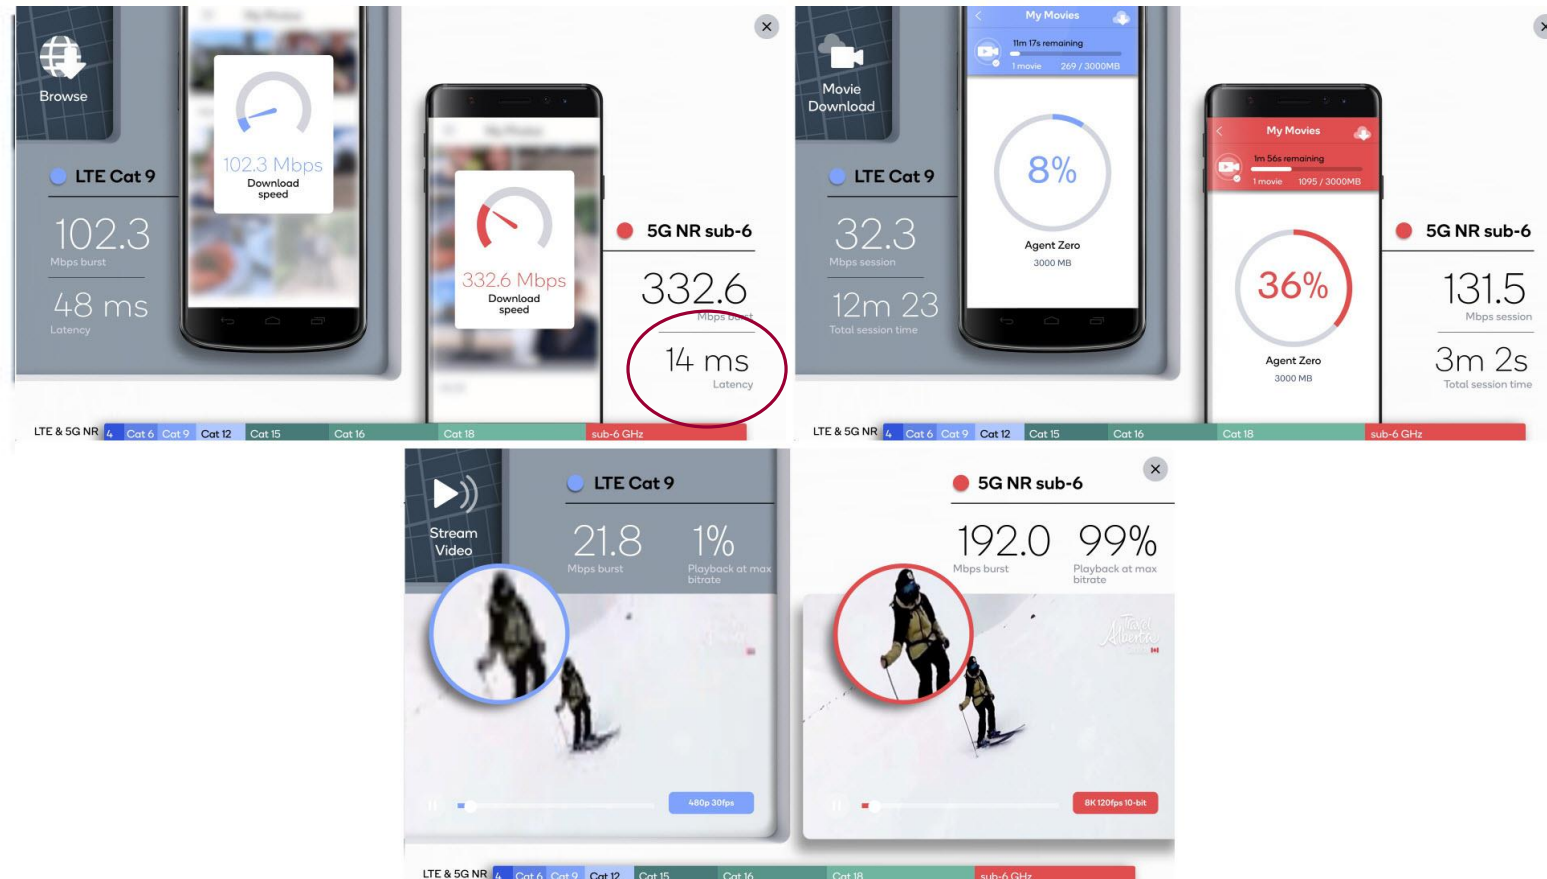 Browse
LTE Cat 9
102.3
Mbps burst
48 ms
Latency
My Photos
102.3 Mbps
Download
speed
My Photos
332.6 Mbps
Download
speed
5G NR sub-6
332.6
Mbps burst
14 ms
Latency
LTE & 5G NR 4 Cat 6 Cat 9 Cat 12 Cat 15 Cat 16 Cat 18 sub-6 GHz
Movie
Download
LTE Cat 9
32.3
Mbps session
12m 23
Total session time
My Movies
11m 17s remaining
1 movie 269 / 3000MB
8%
Agent Zero
3000 MB
My Movies
1m 56s remaining
1 movie 1095 / 3000MB
36%
Agent Zero
3000 MB
5G NR sub-6
131.5
Mbps session
3m 2s
Total session time
LTE & 5G NR 4 Cat 6 Cat 9 Cat 12 Cat 15 Cat 16 Cat 18 sub-6 GHz
Stream
Video
LTE Cat 9
21.8
Mbps burst
1%
Playback at max
bitrate
480p 30fps
5G NR sub-6
192.0
Mbps burst
99%
Playback at max
bitrate
Travel
Alberta
8K 120fps 10-bit
LTE & 5G NR 4 Cat 6 Cat 9 Cat 12 Cat 15 Cat 16 Cat 18 sub-6 GHz